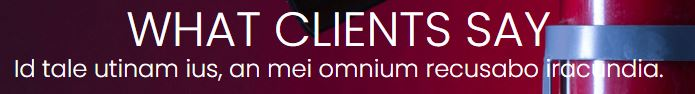 WHAT CLIENTS SAY
Id tale utinam ius, an mei omnium recusabo iracundia.